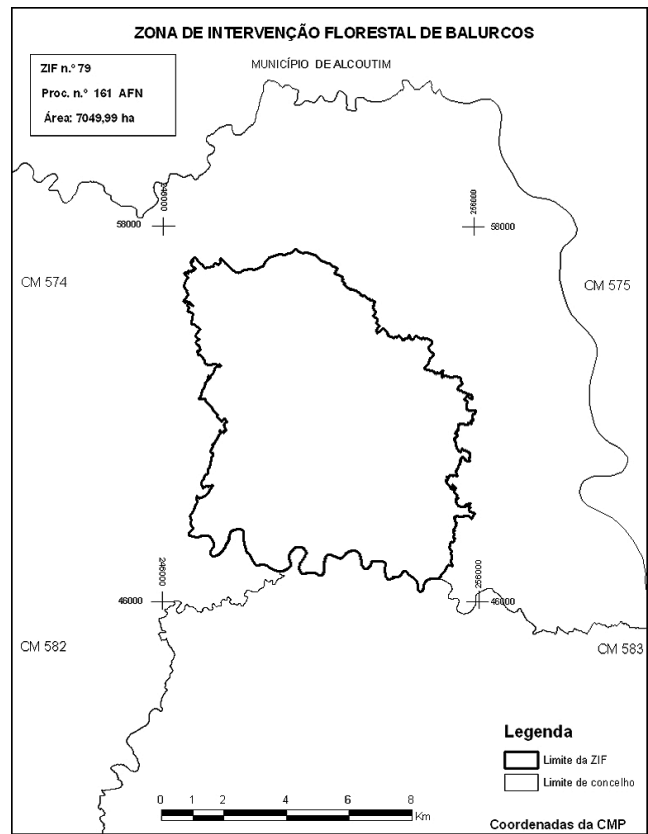 ZONA DE INTERVENÇÃO FLORESTAL DE BALURCOS
ZIF n.º 79
Proc. n.º 161 AFN
Área: 7049,99 ha
MUNICÍPIO DE ALCOUTIM
246000
58000
256000
58000
CM 574
CM 575
246000
46000
256000
46000
CM 582
CM 583
Legenda
Limite da ZIF
Limite de concelho
0 1 2 4 6 8
Km
Coordenadas da CMP